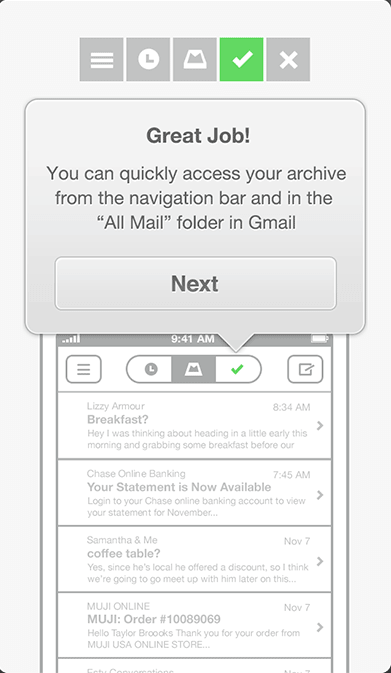 Great Job!
You can quickly access your archive
from the navigation bar and in the
“All Mail” folder in Gmail
Next
9:41 AM
Lizzy Armour 8:34 AM
Breakfast?
Hey I was thinking about heading in a little early this
morning and grabbing some breakfast before our
Chase Online Banking 7:45 AM
Your Statement is Now Available
Login to your Chase online banking account to view
your statement for November...
Samantha & Me Nov 7
coffee table?
Yes, since he's local he offered a discount, so I think
we're going to go meet up with him later on this...
MUJI ONLINE Nov 7
MUJI: Order #10089069
Hello Taylor Broooks Thank you for your order from
MUJI USA ONLINE STORE...
Etsy Conversations Nov 7